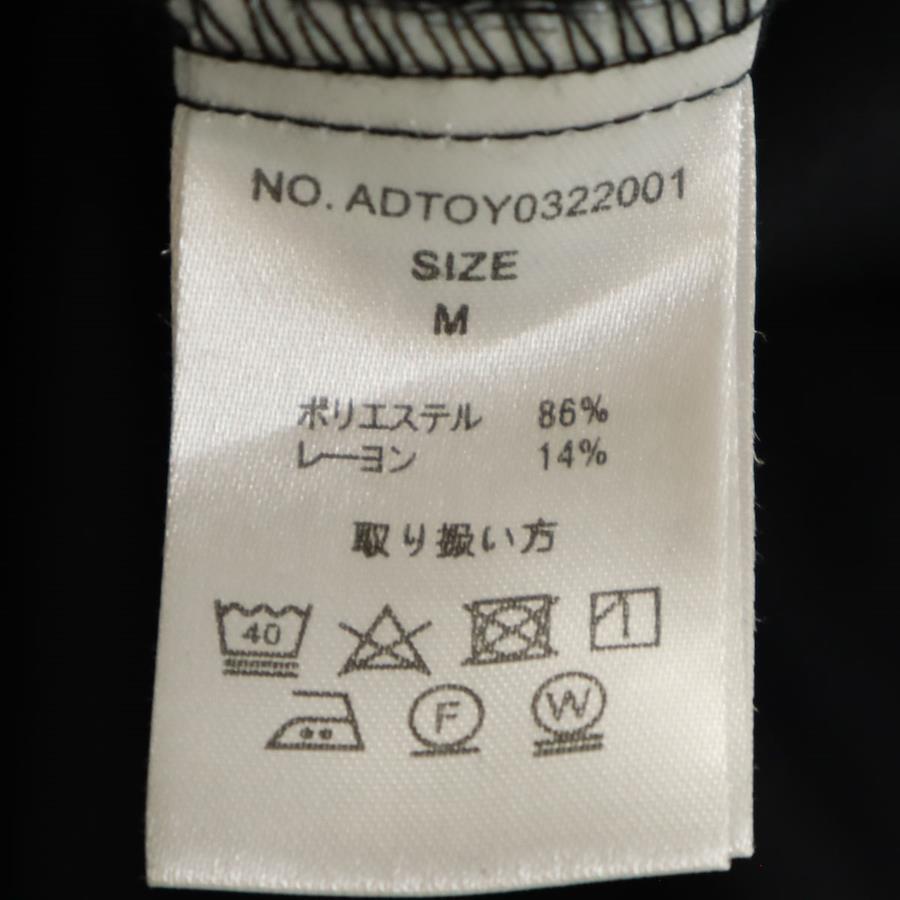 NO. ADTOY0322001
SIZE
M
ポリエステル 86%
レーヨン 14%
取り扱い方
40
F W